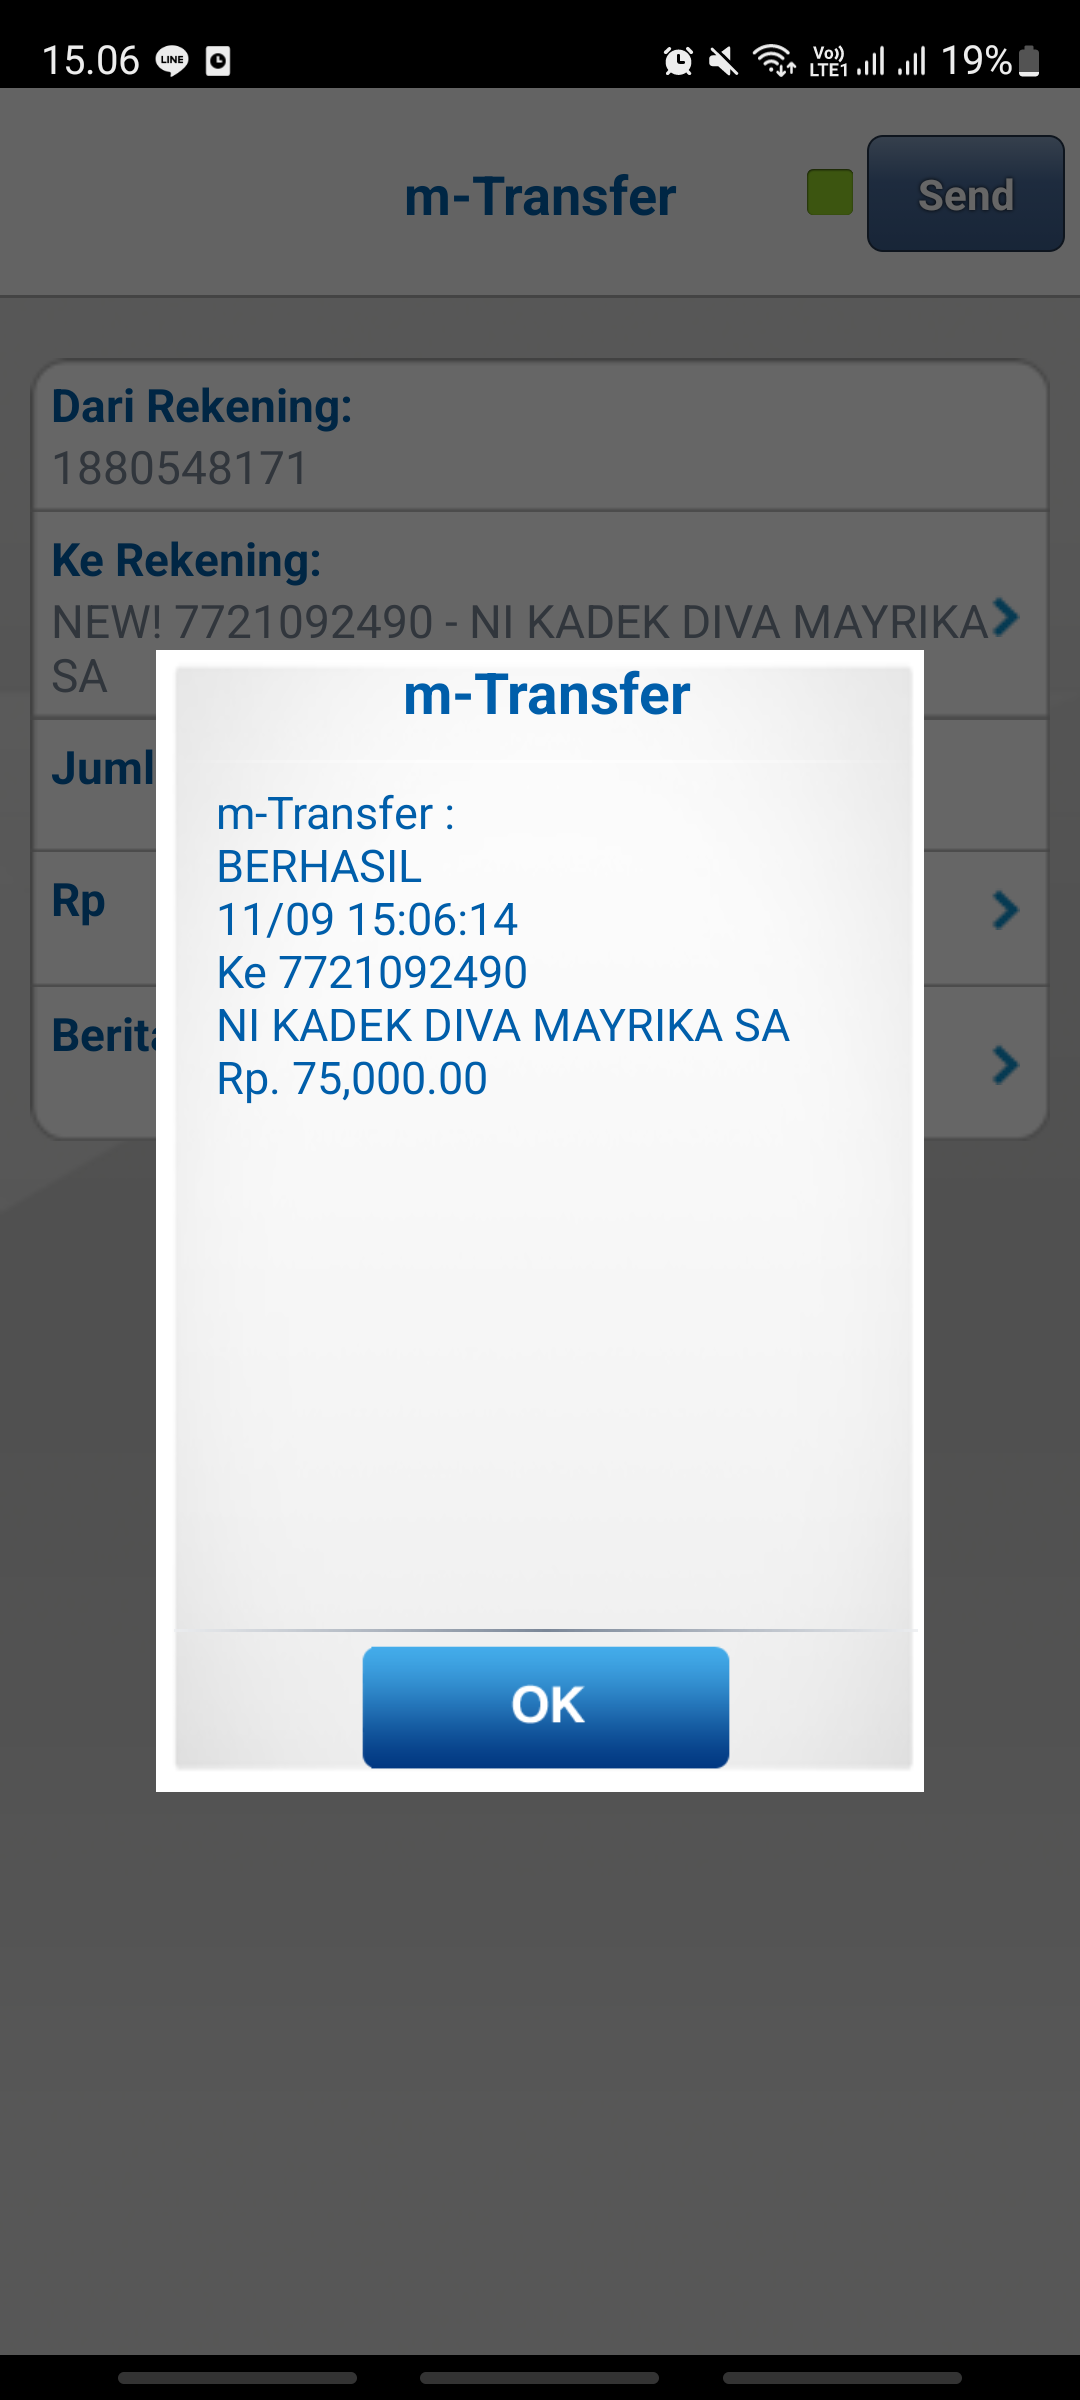 15.06 LINE Vo)) LTE1 19%
m-Transfer Send
Dari Rekening:
1880548171
Ke Rekening:
NEW! 7721092490 - NI KADEK DIVA MAYRIKA
SA
m-Transfer
Juml
m-Transfer :
BERHASIL
Rp
11/09 15:06:14
Ke 7721092490
NI KADEK DIVA MAYRIKA SA
Berita
Rp. 75,000.00
OK